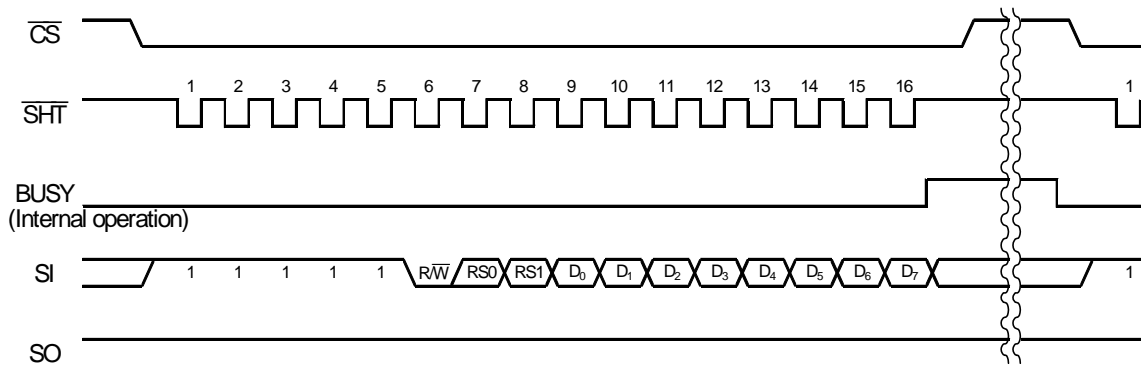 CS
1 2 3 4 5 6 7 8 9 10 11 12 13 14 15 16 1
SHT
BUSY
(Internal operation)
SI 1 1 1 1 1 R/W RS0 RS1 D0 D1 D2 D3 D4 D5 D6 D7 1
SO